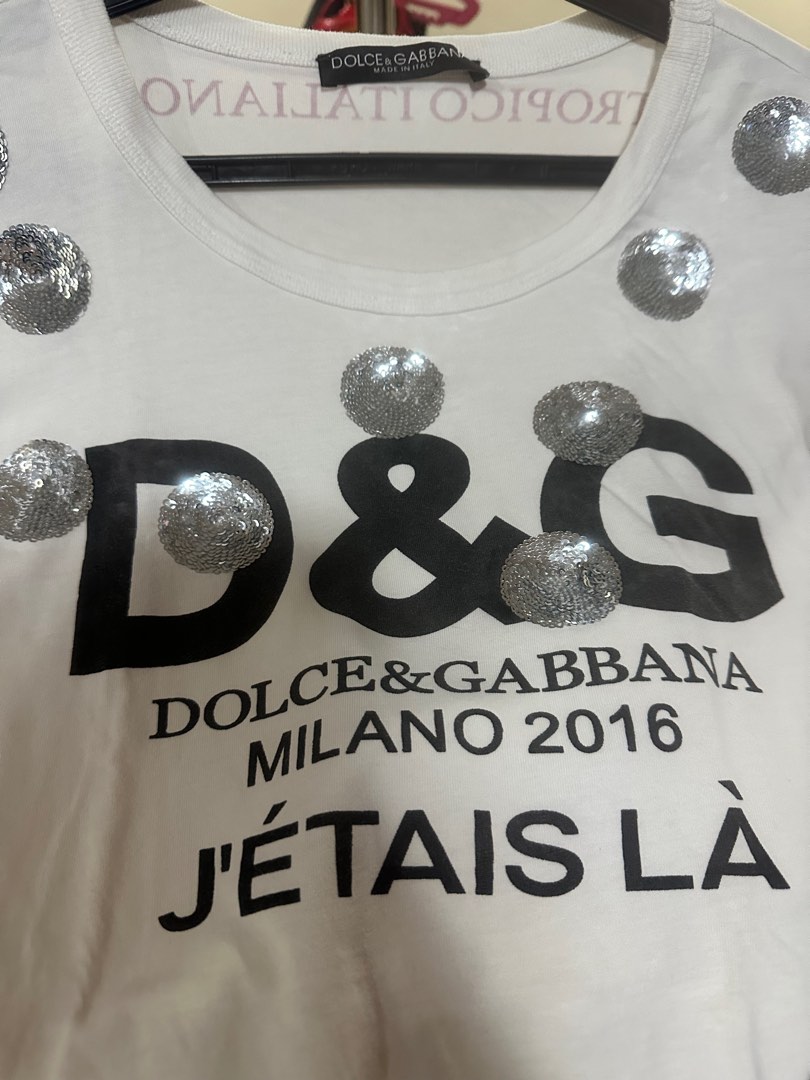 DOLCE&GABBANA
MADE IN ITALY
TROPICO ITALIANO
D&G
DOLCE&GABBANA
MILANO 2016
J'ÉTAIS LÀ